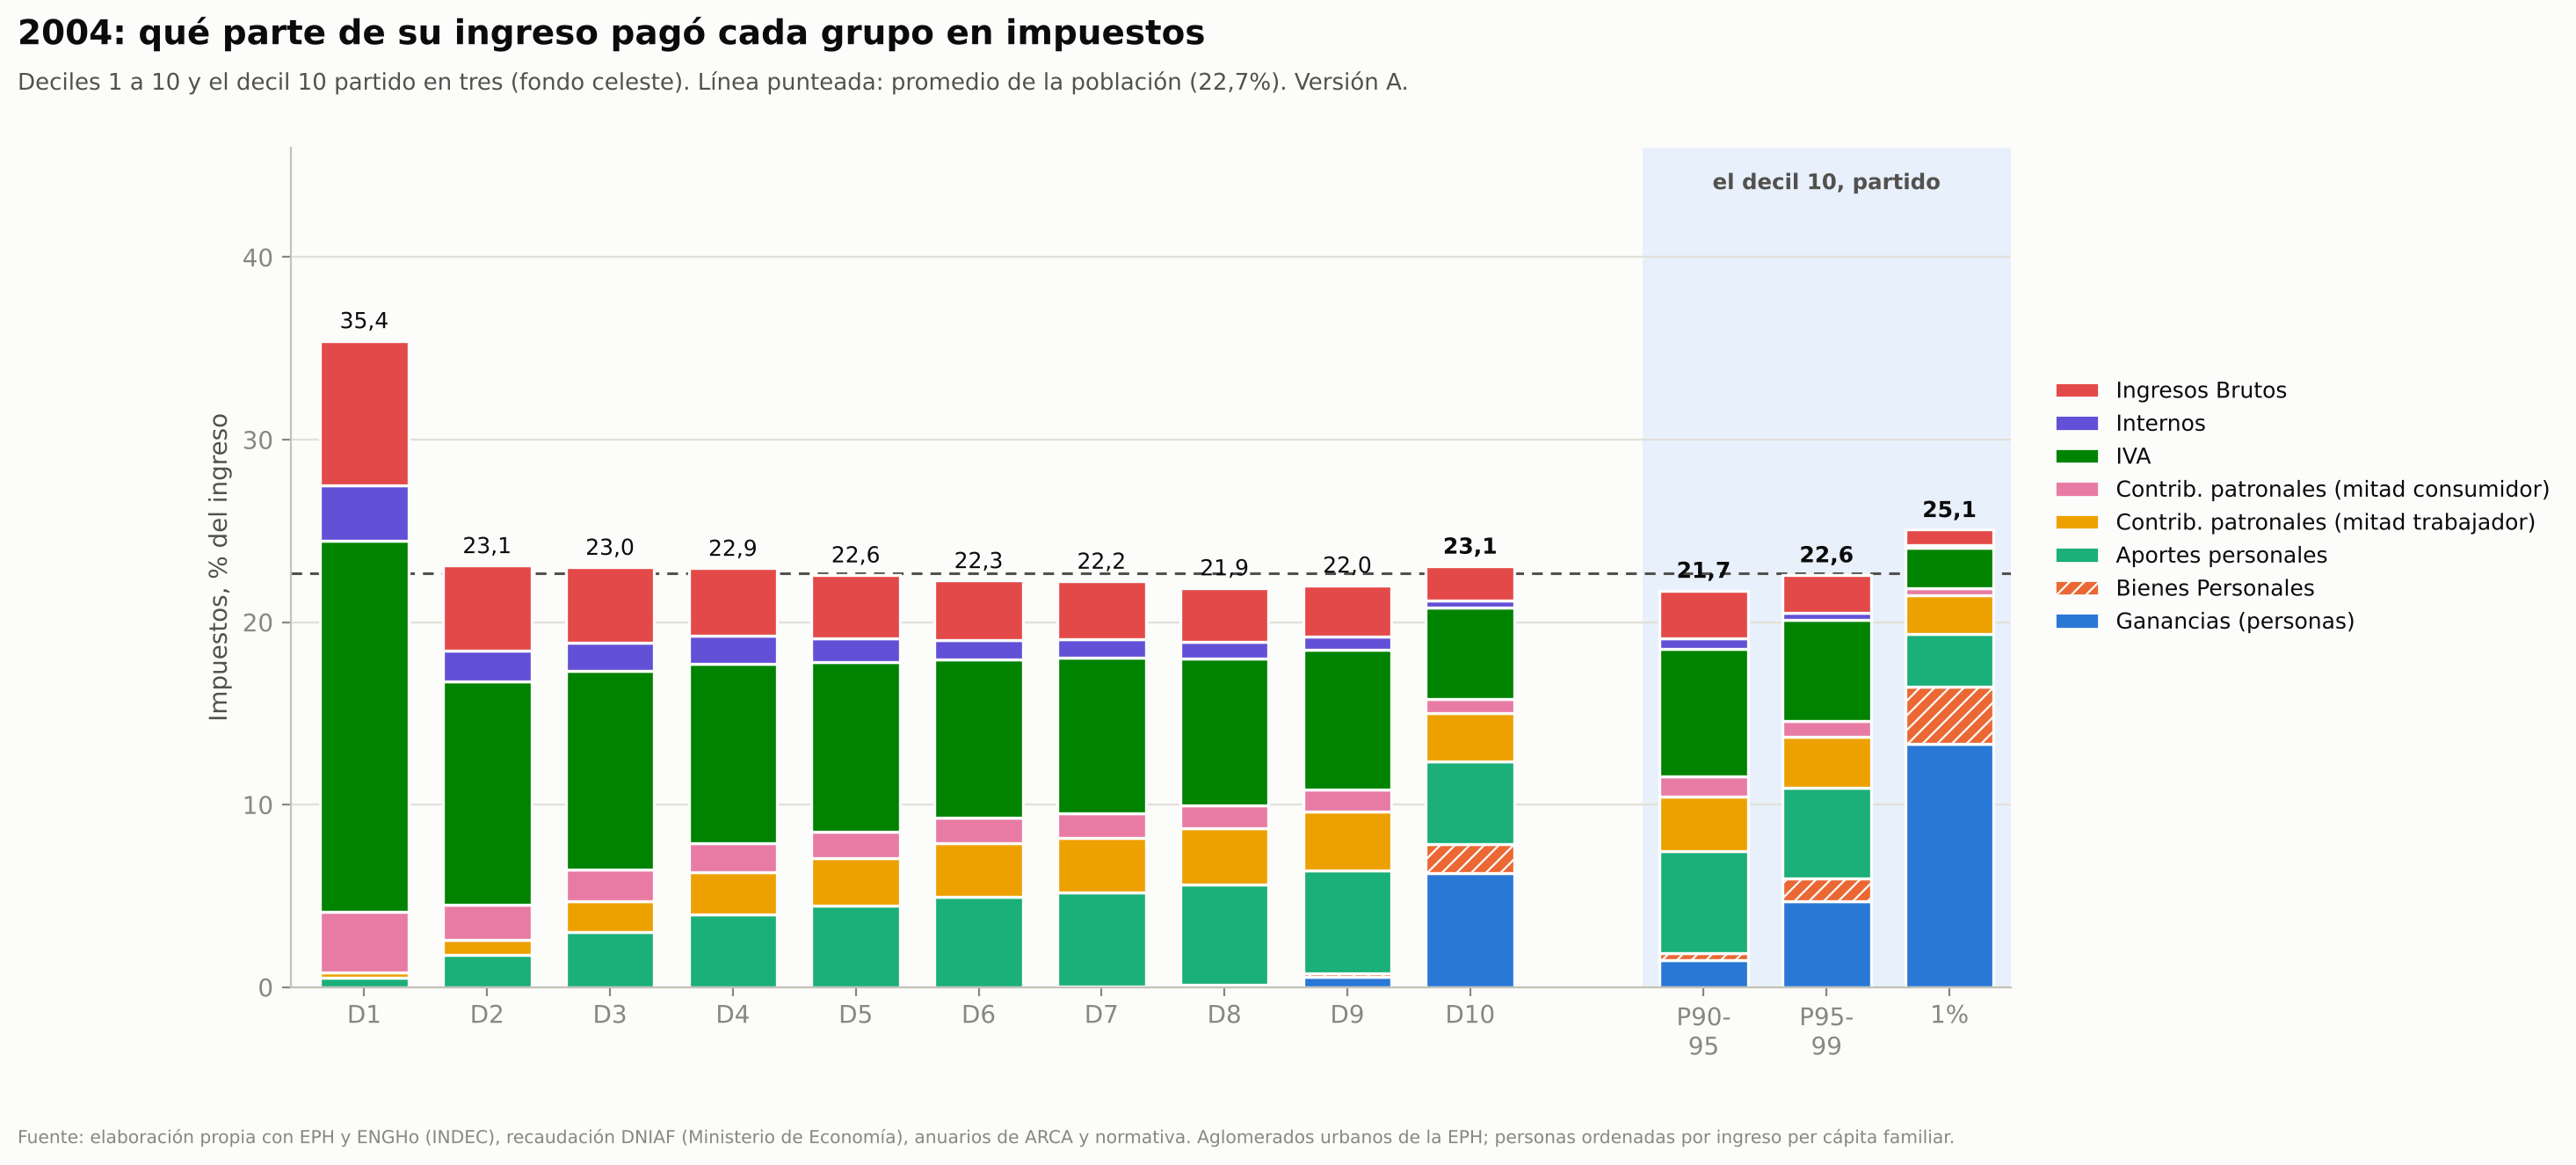 2004: qué parte de su ingreso pagó cada grupo en impuestos
Deciles 1 a 10 y el decil 10 partido en tres (fondo celeste). Línea punteada: promedio de la población (22,7%). Versión A.
el decil 10, partido
Impuestos, % del ingreso
40
30
20
10
0
35,4
23,1
23,0
22,9
22,6
22,3
22,2
21,9
22,0
23,1
21,7
22,6
25,1
D1
D2
D3
D4
D5
D6
D7
D8
D9
D10
P90-
95
P95-
99
1%
Ingresos Brutos
Internos
IVA
Contrib. patronales (mitad consumidor)
Contrib. patronales (mitad trabajador)
Aportes personales
Bienes Personales
Ganancias (personas)
Fuente: elaboración propia con EPH y ENGHo (INDEC), recaudación DNIAF (Ministerio de Economía), anuarios de ARCA y normativa. Aglomerados urbanos de la EPH; personas ordenadas por ingreso per cápita familiar.